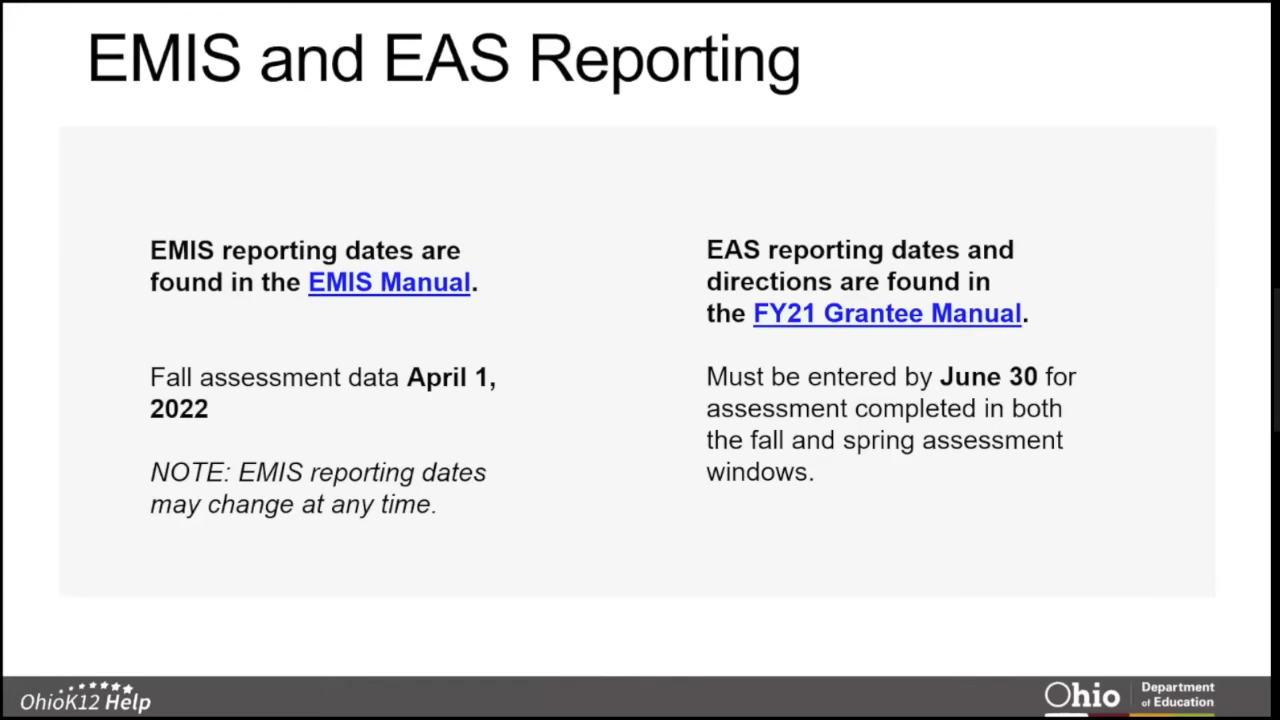 EMIS and EAS Reporting
EMIS reporting dates are
found in the EMIS Manual.
Fall assessment data April 1,
2022
NOTE: EMIS reporting dates
may change at any time.
EAS reporting dates and
directions are found in
the FY21 Grantee Manual.
Must be entered by June 30 for
assessment completed in both
the fall and spring assessment
windows.
OhioK12 Help
Ohio
Department
of Education